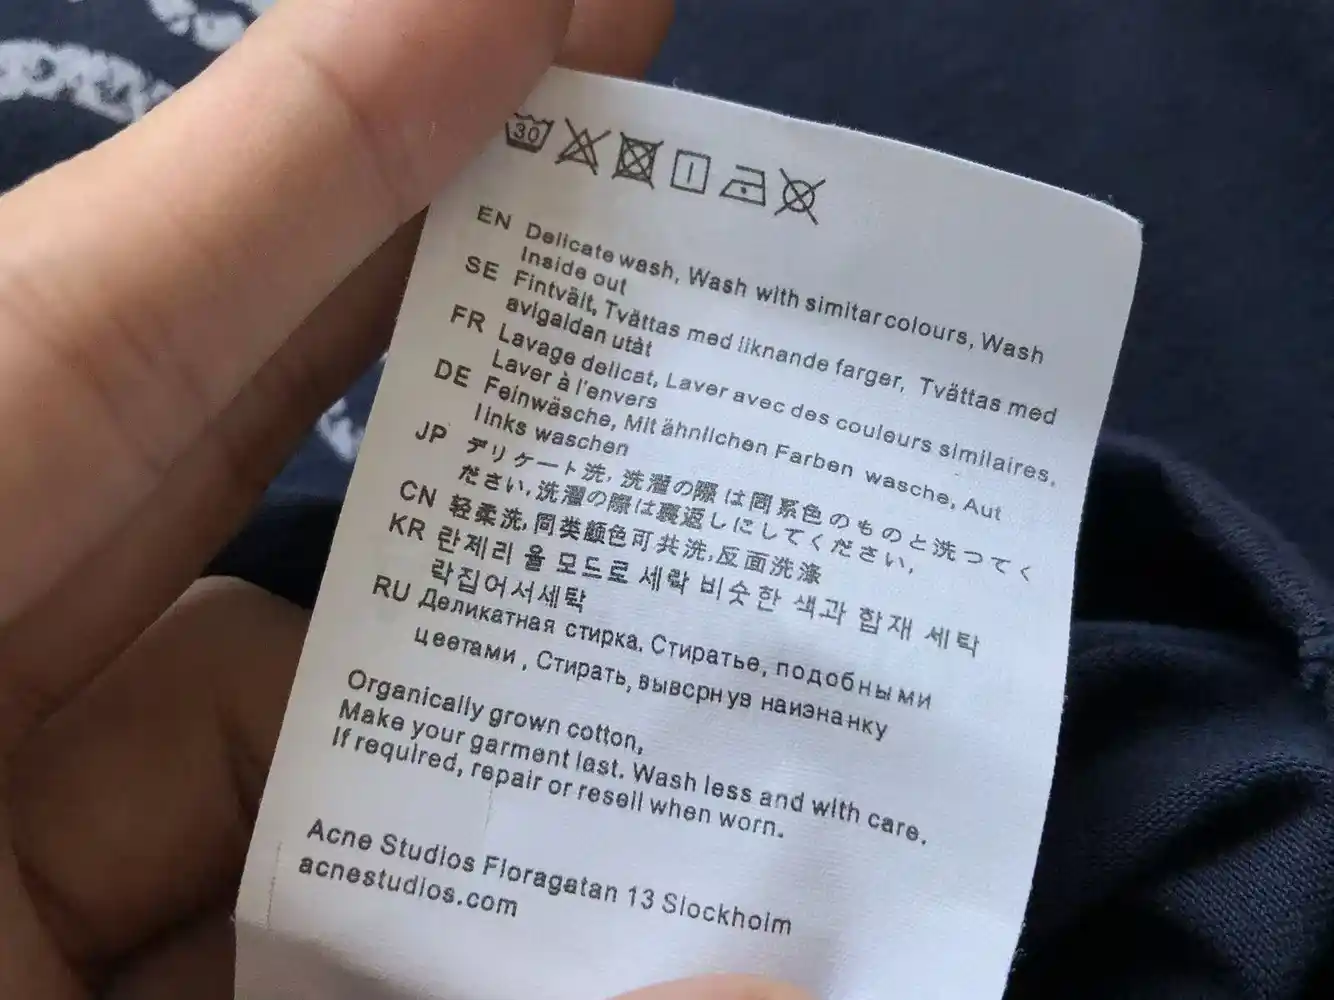 30
EN Delicate wash, Wash with simitar colours, Wash
Inside out
SE Fintvält, Tvättas med liknande farger, Tvättas med
avigaldan utàt
FR Lavage delicat, Laver avec des couleurs similaires,
Laver à l'envers
DE Feinwäsche, Mit ähnlichen Farben wasche, Aut
links waschen
JP デリケート洗, 洗濯の際は同系色のものと洗ってく
ださい,洗濯の際は裏返しにしてください,
CN 轻柔洗,同类颜色可共洗,反面洗涤
KR 란제리 울 모드로 세탁 비슷한 색과 합재 세탁
락집어서세탁
RU Деликатная стирка, Стиратье, подобными
цеетами, Стирать, вывсрнув наизнанку
Organically grown cotton,
Make your garment last. Wash less and with care.
If required, repair or resell when worn.
Acne Studios Floragatan 13 Slockholm
acnestudios.com